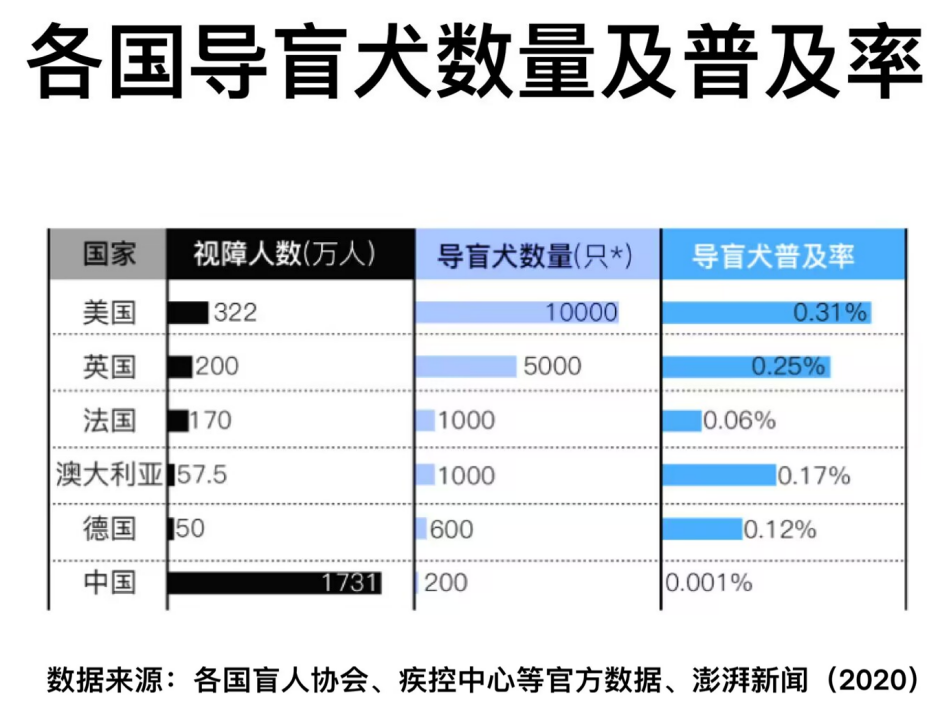 各国导盲犬数量及普及率
国家 视障人数(万人) 导盲犬数量(只*) 导盲犬普及率
美国 322 10000 0.31%
英国 200 5000 0.25%
法国 170 1000 0.06%
澳大利亚 57.5 1000 0.17%
德国 50 600 0.12%
中国 1731 200 0.001%
数据来源：各国盲人协会、疾控中心等官方数据、澎湃新闻（2020）